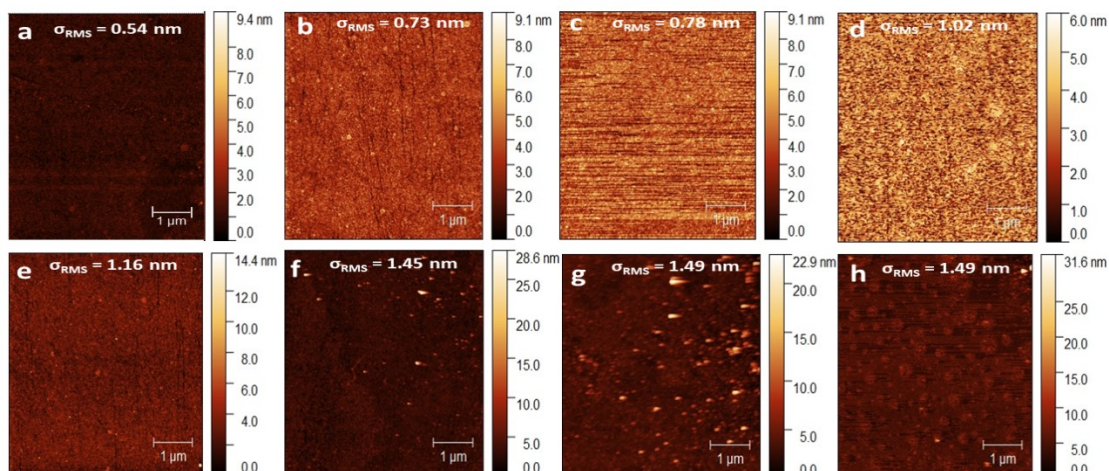 a
σRMS = 0.54 nm
9.4 nm
8.0
7.0
6.0
5.0
4.0
3.0
2.0
0.0
1 µm
b
σRMS = 0.73 nm
9.1 nm
8.0
7.0
6.0
5.0
4.0
3.0
2.0
0.0
1 µm
c
σRMS = 0.78 nm
9.1 nm
8.0
7.0
6.0
5.0
4.0
3.0
2.0
0.0
1 µm
d
σRMS = 1.02 nm
6.0 nm
5.0
4.0
3.0
2.0
1.0
0.0
1 µm
e
σRMS = 1.16 nm
14.4 nm
12.0
10.0
8.0
6.0
4.0
2.0
0.0
1 µm
f
σRMS = 1.45 nm
28.6 nm
25.0
20.0
15.0
10.0
5.0
0.0
1 µm
g
σRMS = 1.49 nm
22.9 nm
20.0
15.0
10.0
5.0
0.0
1 µm
h
σRMS = 1.49 nm
31.6 nm
25.0
20.0
15.0
10.0
5.0
0.0
1 µm